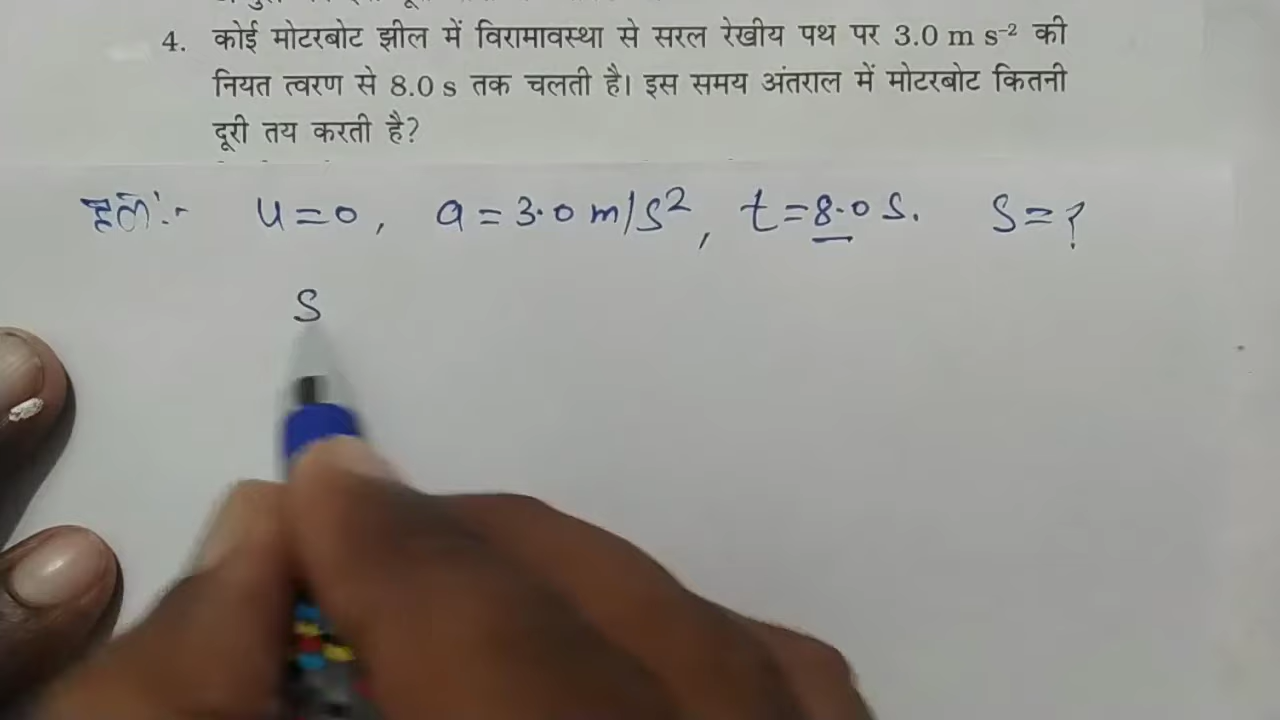 4. कोई मोटरबोट झील में विरामावस्था से सरल रेखीय पथ पर 3.0 m s⁻² की
नियत त्वरण से 8.0 s तक चलती है। इस समय अंतराल में मोटरबोट कितनी
दूरी तय करती है?
हल:- u=0, a=3.0 m/s², t=8.0 s. s=?
s